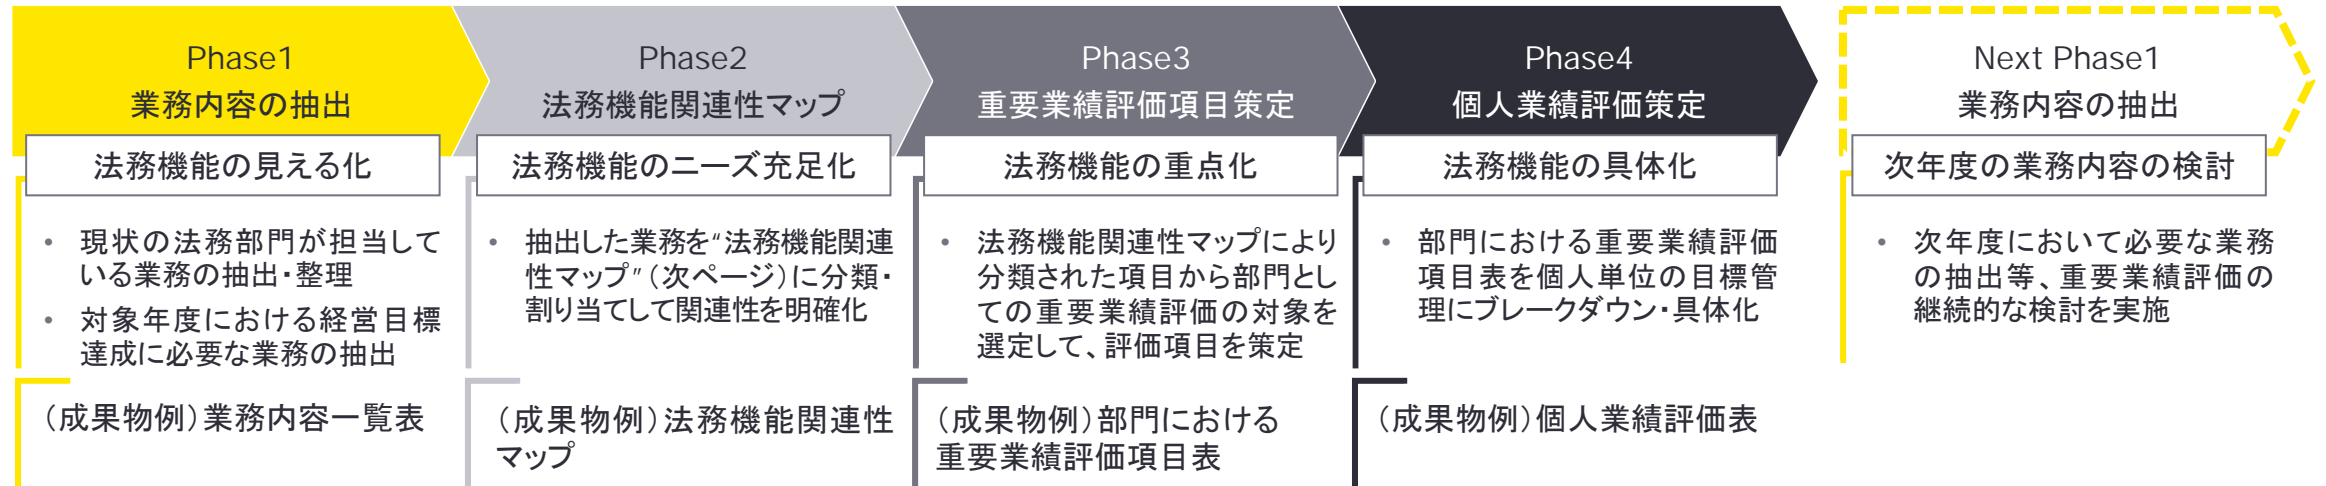 Phase1
業務内容の抽出
法務機能の見える化
• 現状の法務部門が担当して
いる業務の抽出・整理
• 対象年度における経営目標
達成に必要な業務の抽出
(成果物例)業務内容一覧表
Phase2
法務機能関連性マップ
法務機能のニーズ充足化
• 抽出した業務を“法務機能関連
性マップ”(次ページ)に分類・
割り当てして関連性を明確化
(成果物例)法務機能関連性
マップ
Phase3
重要業績評価項目策定
法務機能の重点化
• 法務機能関連性マップにより
分類された項目から部門とし
ての重要業績評価の対象を
選定して、評価項目を策定
(成果物例)部門における
重要業績評価項目表
Phase4
個人業績評価策定
法務機能の具体化
• 部門における重要業績評価
項目表を個人単位の目標管
理にブレークダウン・具体化
(成果物例)個人業績評価表
Next Phase1
業務内容の抽出
次年度の業務内容の検討
• 次年度において必要な業務
の抽出等、重要業績評価の
継続的な検討を実施